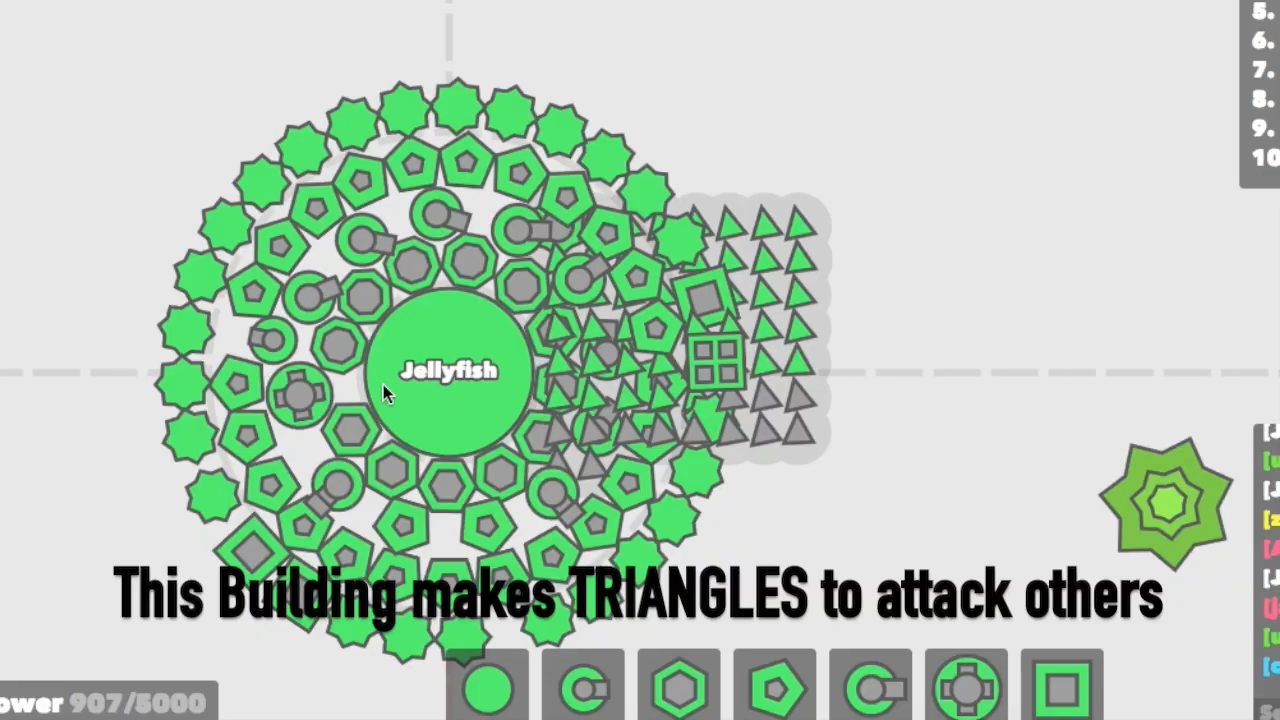 5.
6.
7.
8.
9.
10
Jellyfish
This Building makes TRIANGLES to attack others
ower 907/5000